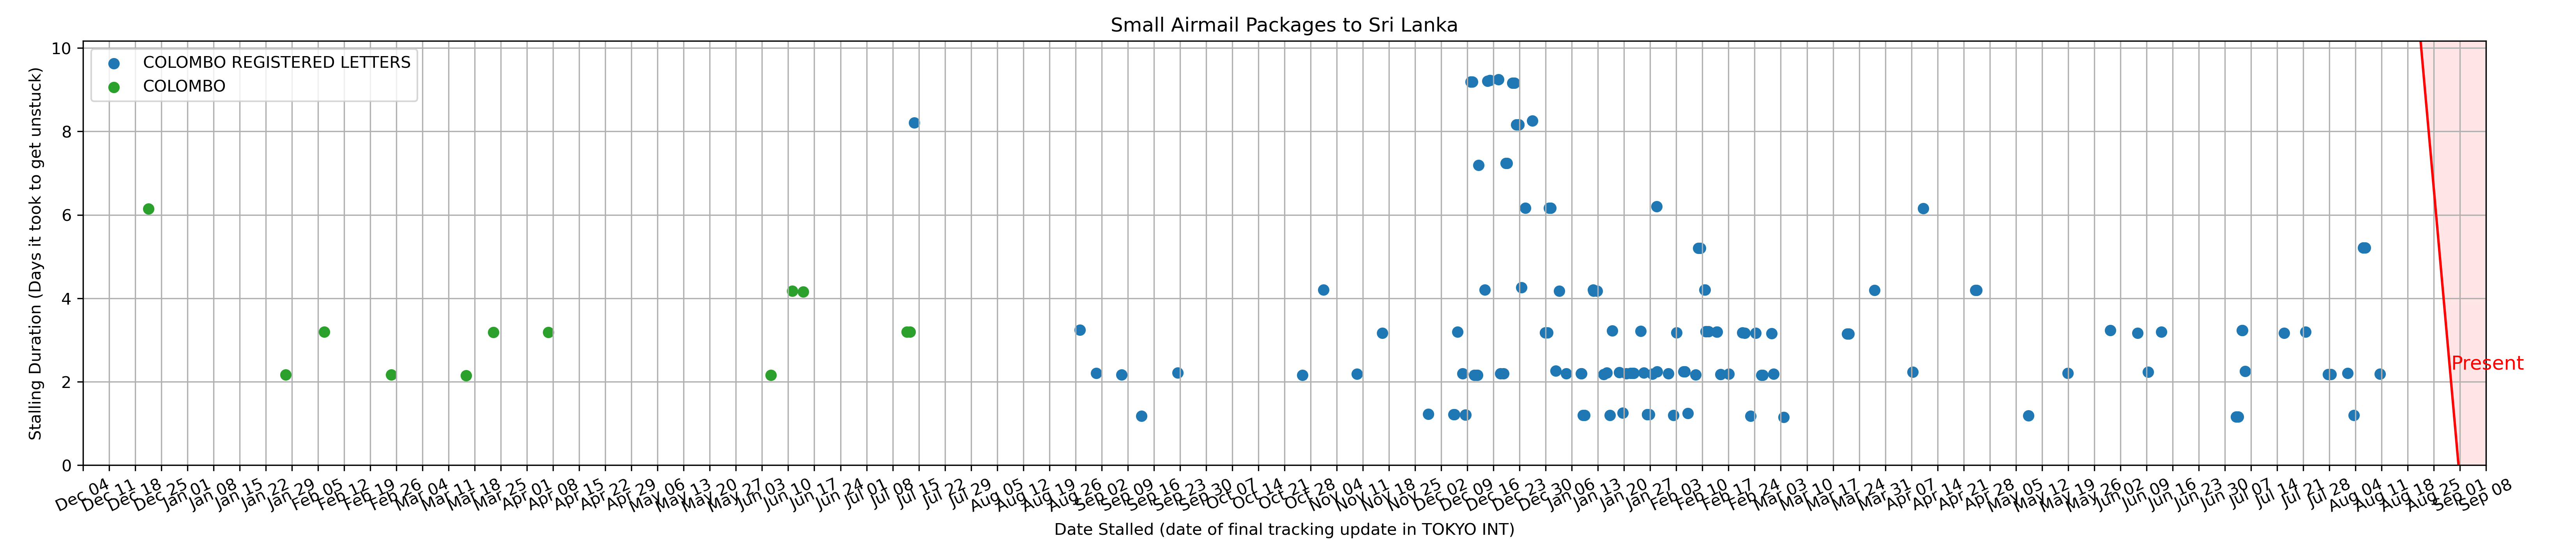 Small Airmail Packages to Sri Lanka
COLOMBO REGISTERED LETTERS
COLOMBO
Stalling Duration (Days it took to get unstuck)
10
8
6
4
2
0
Present
Dec 04
Dec 11
Dec 18
Dec 25
Jan 01
Jan 08
Jan 15
Jan 22
Jan 29
Feb 05
Feb 12
Feb 19
Feb 26
Mar 04
Mar 11
Mar 18
Mar 25
Apr 01
Apr 08
Apr 15
Apr 22
Apr 29
May 06
May 13
May 20
May 27
Jun 03
Jun 10
Jun 17
Jun 24
Jul 01
Jul 08
Jul 15
Jul 22
Jul 29
Aug 05
Aug 12
Aug 19
Aug 26
Sep 02
Sep 09
Sep 16
Sep 23
Sep 30
Oct 07
Oct 14
Oct 21
Oct 28
Nov 04
Nov 11
Nov 18
Nov 25
Dec 02
Dec 09
Dec 16
Dec 23
Dec 30
Jan 06
Jan 13
Jan 20
Jan 27
Feb 03
Feb 10
Feb 17
Feb 24
Mar 03
Mar 10
Mar 17
Mar 24
Mar 31
Apr 07
Apr 14
Apr 21
Apr 28
May 05
May 12
May 19
May 26
Jun 02
Jun 09
Jun 16
Jun 23
Jun 30
Jul 07
Jul 14
Jul 21
Jul 28
Aug 04
Aug 11
Aug 18
Aug 25
Sep 01
Sep 08
Date Stalled (date of final tracking update in TOKYO INT)